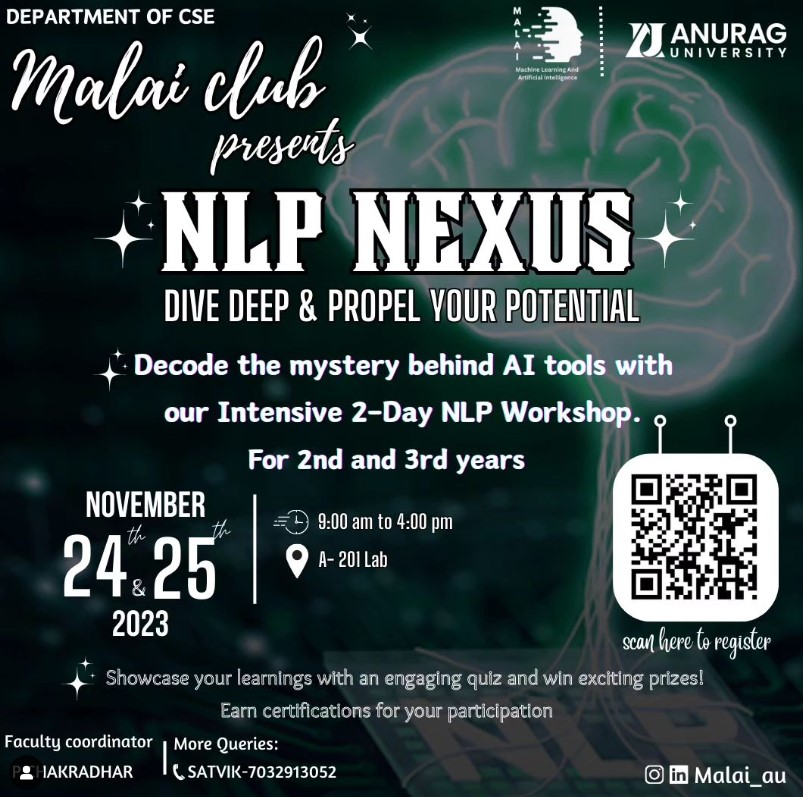 DEPARTMENT OF CSE
MALAI
Machine Learning And
Artificial Intelligence
ANURAG
UNIVERSITY
Malai club
presents
NLP NEXUS
DIVE DEEP & PROPEL YOUR POTENTIAL
Decode the mystery behind AI tools with
our Intensive 2-Day NLP Workshop.
For 2nd and 3rd years
NOVEMBER
24th & 25th
2023
9:00 am to 4:00 pm
A- 201 Lab
scan here to register
Showcase your learnings with an engaging quiz and win exciting prizes!
Earn certifications for your participation
NLP
Faculty coordinator
More Queries:
SATVIK-7032913052
Malai_au